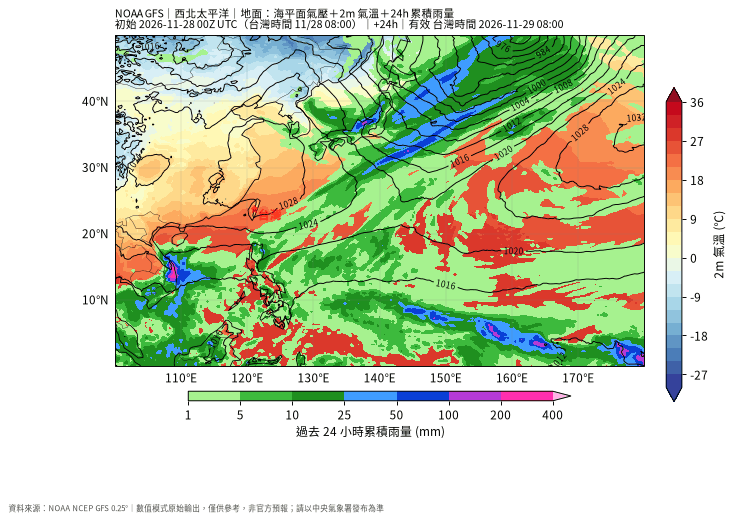 NOAA GFS｜西北太平洋｜地面：海平面氣壓＋2m 氣溫＋24h 累積雨量
初始 2026-11-28 00Z UTC（台灣時間 11/28 08:00）｜+24h｜有效 台灣時間 2026-11-29 08:00
976
984
1000
1008
1004
1012
1016
1020
1024
1028
1032
1016
1028
1024
1020
1016
40°N
30°N
20°N
10°N
110°E 120°E 130°E 140°E 150°E 160°E 170°E
36
27
18
9
0
-9
-18
-27
2m 氣溫 (°C)
1 5 10 25 50 100 200 400
過去 24 小時累積雨量 (mm)
資料來源：NOAA NCEP GFS 0.25°｜數值模式原始輸出，僅供參考，非官方預報；請以中央氣象署發布為準